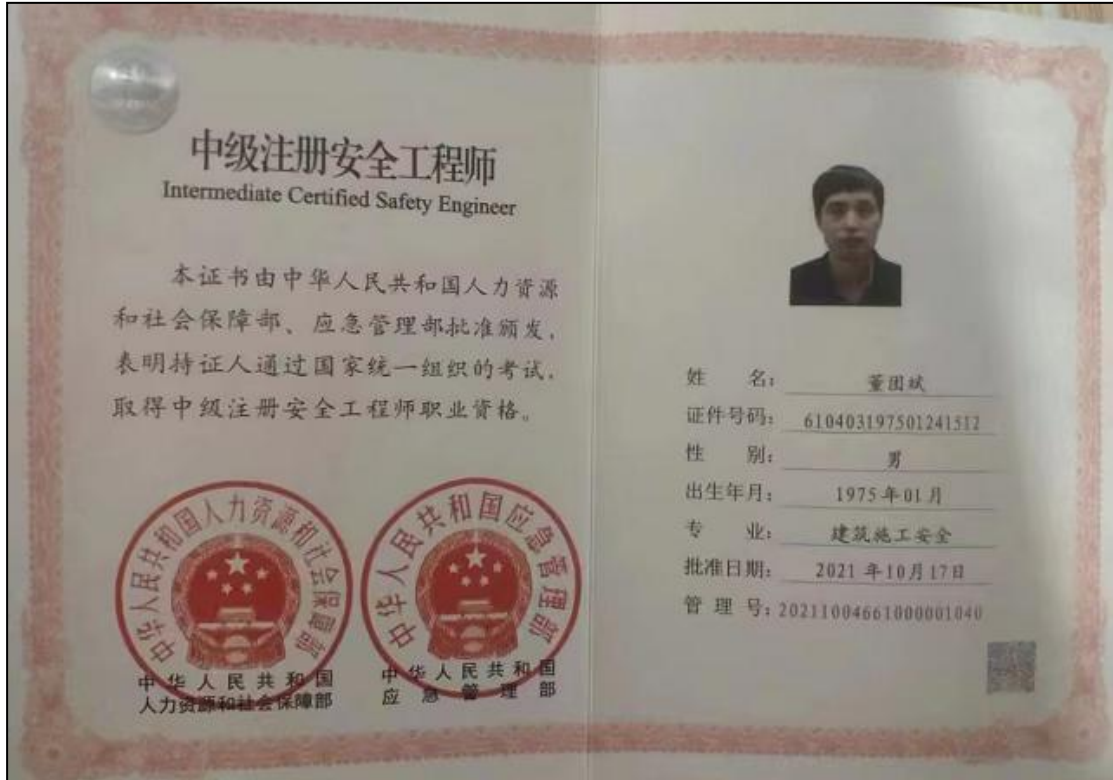 中级注册安全工程师
Intermediate Certified Safety Engineer
本证书由中华人民共和国人力资源
和社会保障部、应急管理部批准颁发,
表明持证人通过国家统一组织的考试,
取得中级注册安全工程师职业资格。
中华人民共和国人力资源和社会保障部
中华人民共和国应急管理部
中华人民共和国
人力资源和社会保障部
中华人民共和国
应急管理部
姓 名: 董团斌
证件号码: 610403197501241512
性 别: 男
出生年月: 1975年01月
专 业: 建筑施工安全
批准日期: 2021年10月17日
管 理 号: 20211004661000001040